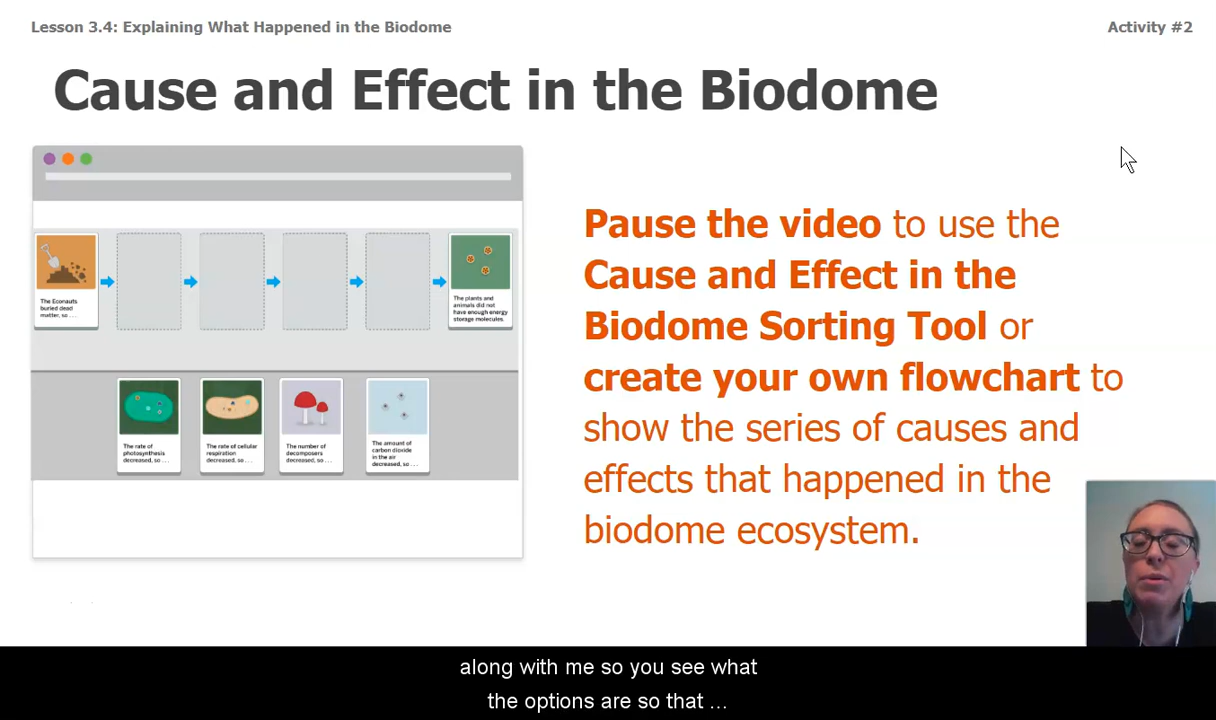 Lesson 3.4: Explaining What Happened in the Biodome
Activity #2
Cause and Effect in the Biodome
The Econauts
buried dead
matter, so . . .
The plants and
animals did not
have enough energy
storage molecules.
The rate of
photosynthesis
decreased, so . . .
The rate of cellular
respiration
decreased, so . . .
The number of
decomposers
decreased, so . . .
The amount of
carbon dioxide
in the air
decreased, so . . .
Pause the video to use the
Cause and Effect in the
Biodome Sorting Tool or
create your own flowchart to
show the series of causes and
effects that happened in the
biodome ecosystem.
along with me so you see what
the options are so that ...